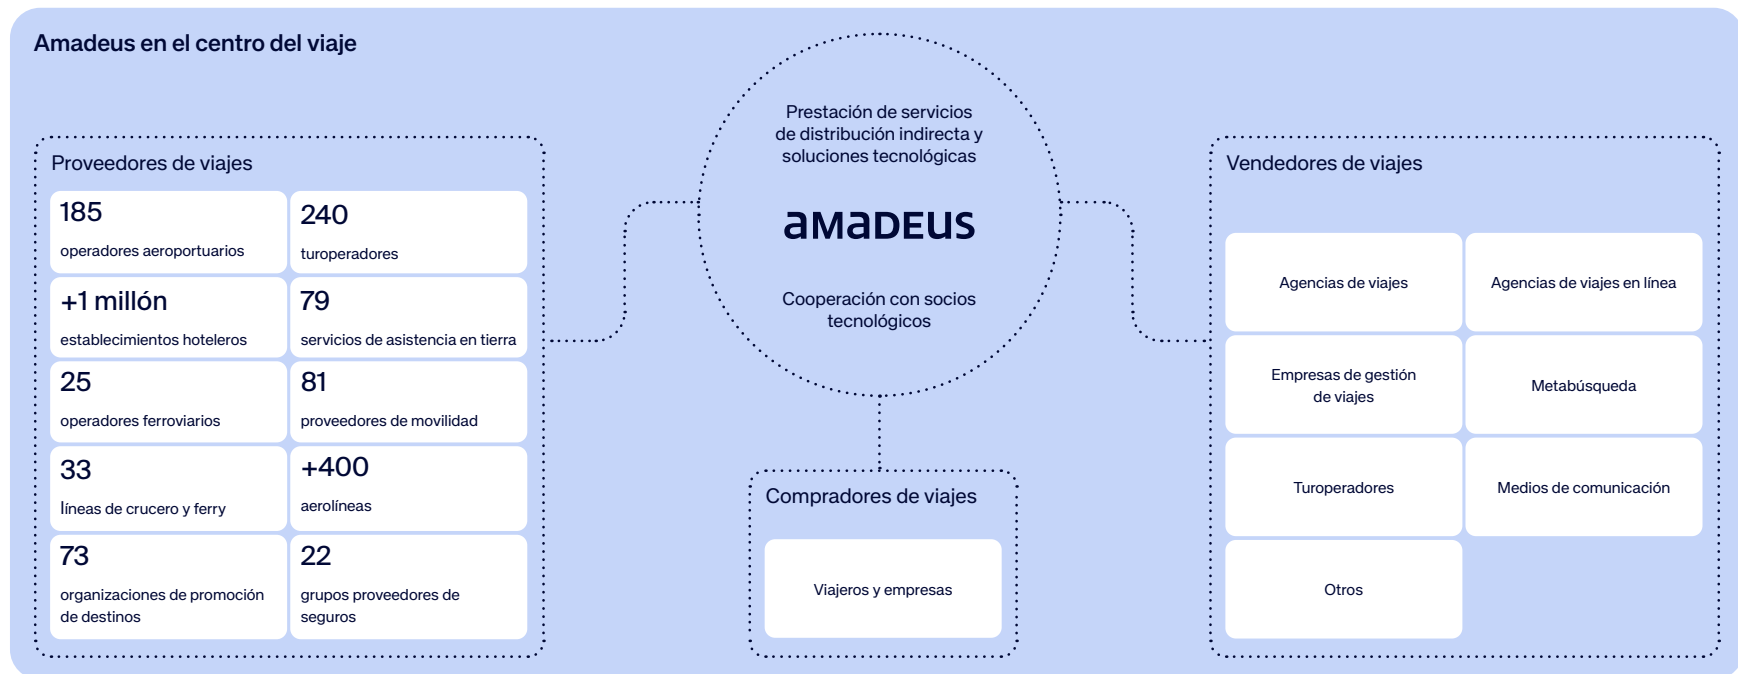 Amadeus en el centro del viaje
Proveedores de viajes
185
operadores aeroportuarios
240
turoperadores
+1 millón
establecimientos hoteleros
79
servicios de asistencia en tierra
25
operadores ferroviarios
81
proveedores de movilidad
33
líneas de crucero y ferry
+400
aerolíneas
73
organizaciones de promoción
de destinos
22
grupos proveedores de
seguros
Prestación de servicios
de distribución indirecta y
soluciones tecnológicas
aMaDEUS
Cooperación con socios
tecnológicos
Compradores de viajes
Viajeros y empresas
Vendedores de viajes
Agencias de viajes
Agencias de viajes en línea
Empresas de gestión
de viajes
Metabúsqueda
Turoperadores
Medios de comunicación
Otros